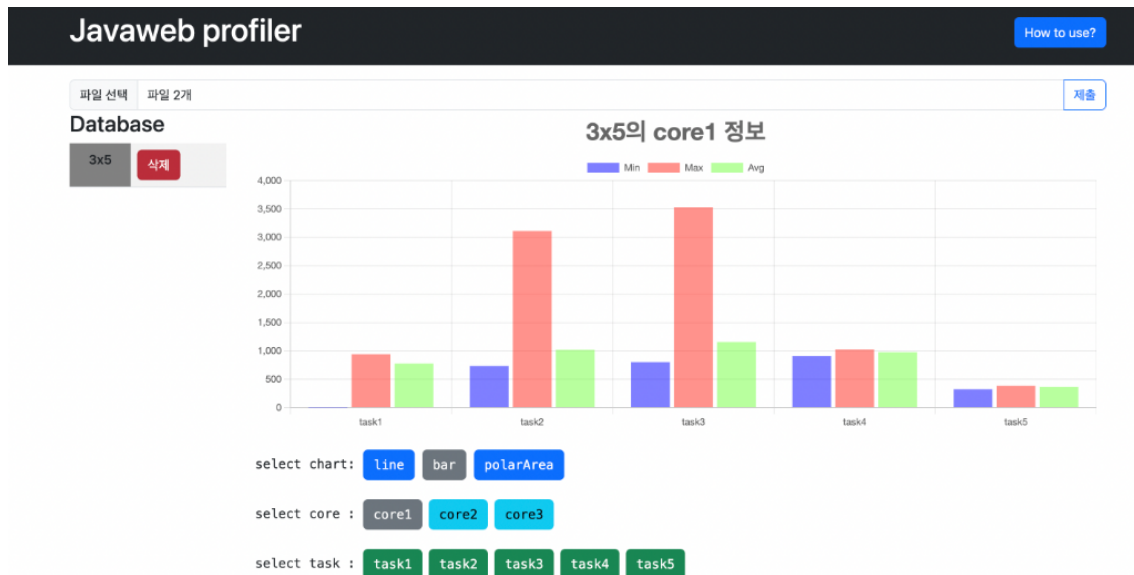 Javaweb profiler
How to use?
파일 선택 파일 2개
제출
Database
3x5 삭제
3x5의 core1 정보
Min Max Avg
4,000
3,500
3,000
2,500
2,000
1,500
1,000
500
0
task1 task2 task3 task4 task5
select chart: line bar polarArea
select core : core1 core2 core3
select task : task1 task2 task3 task4 task5